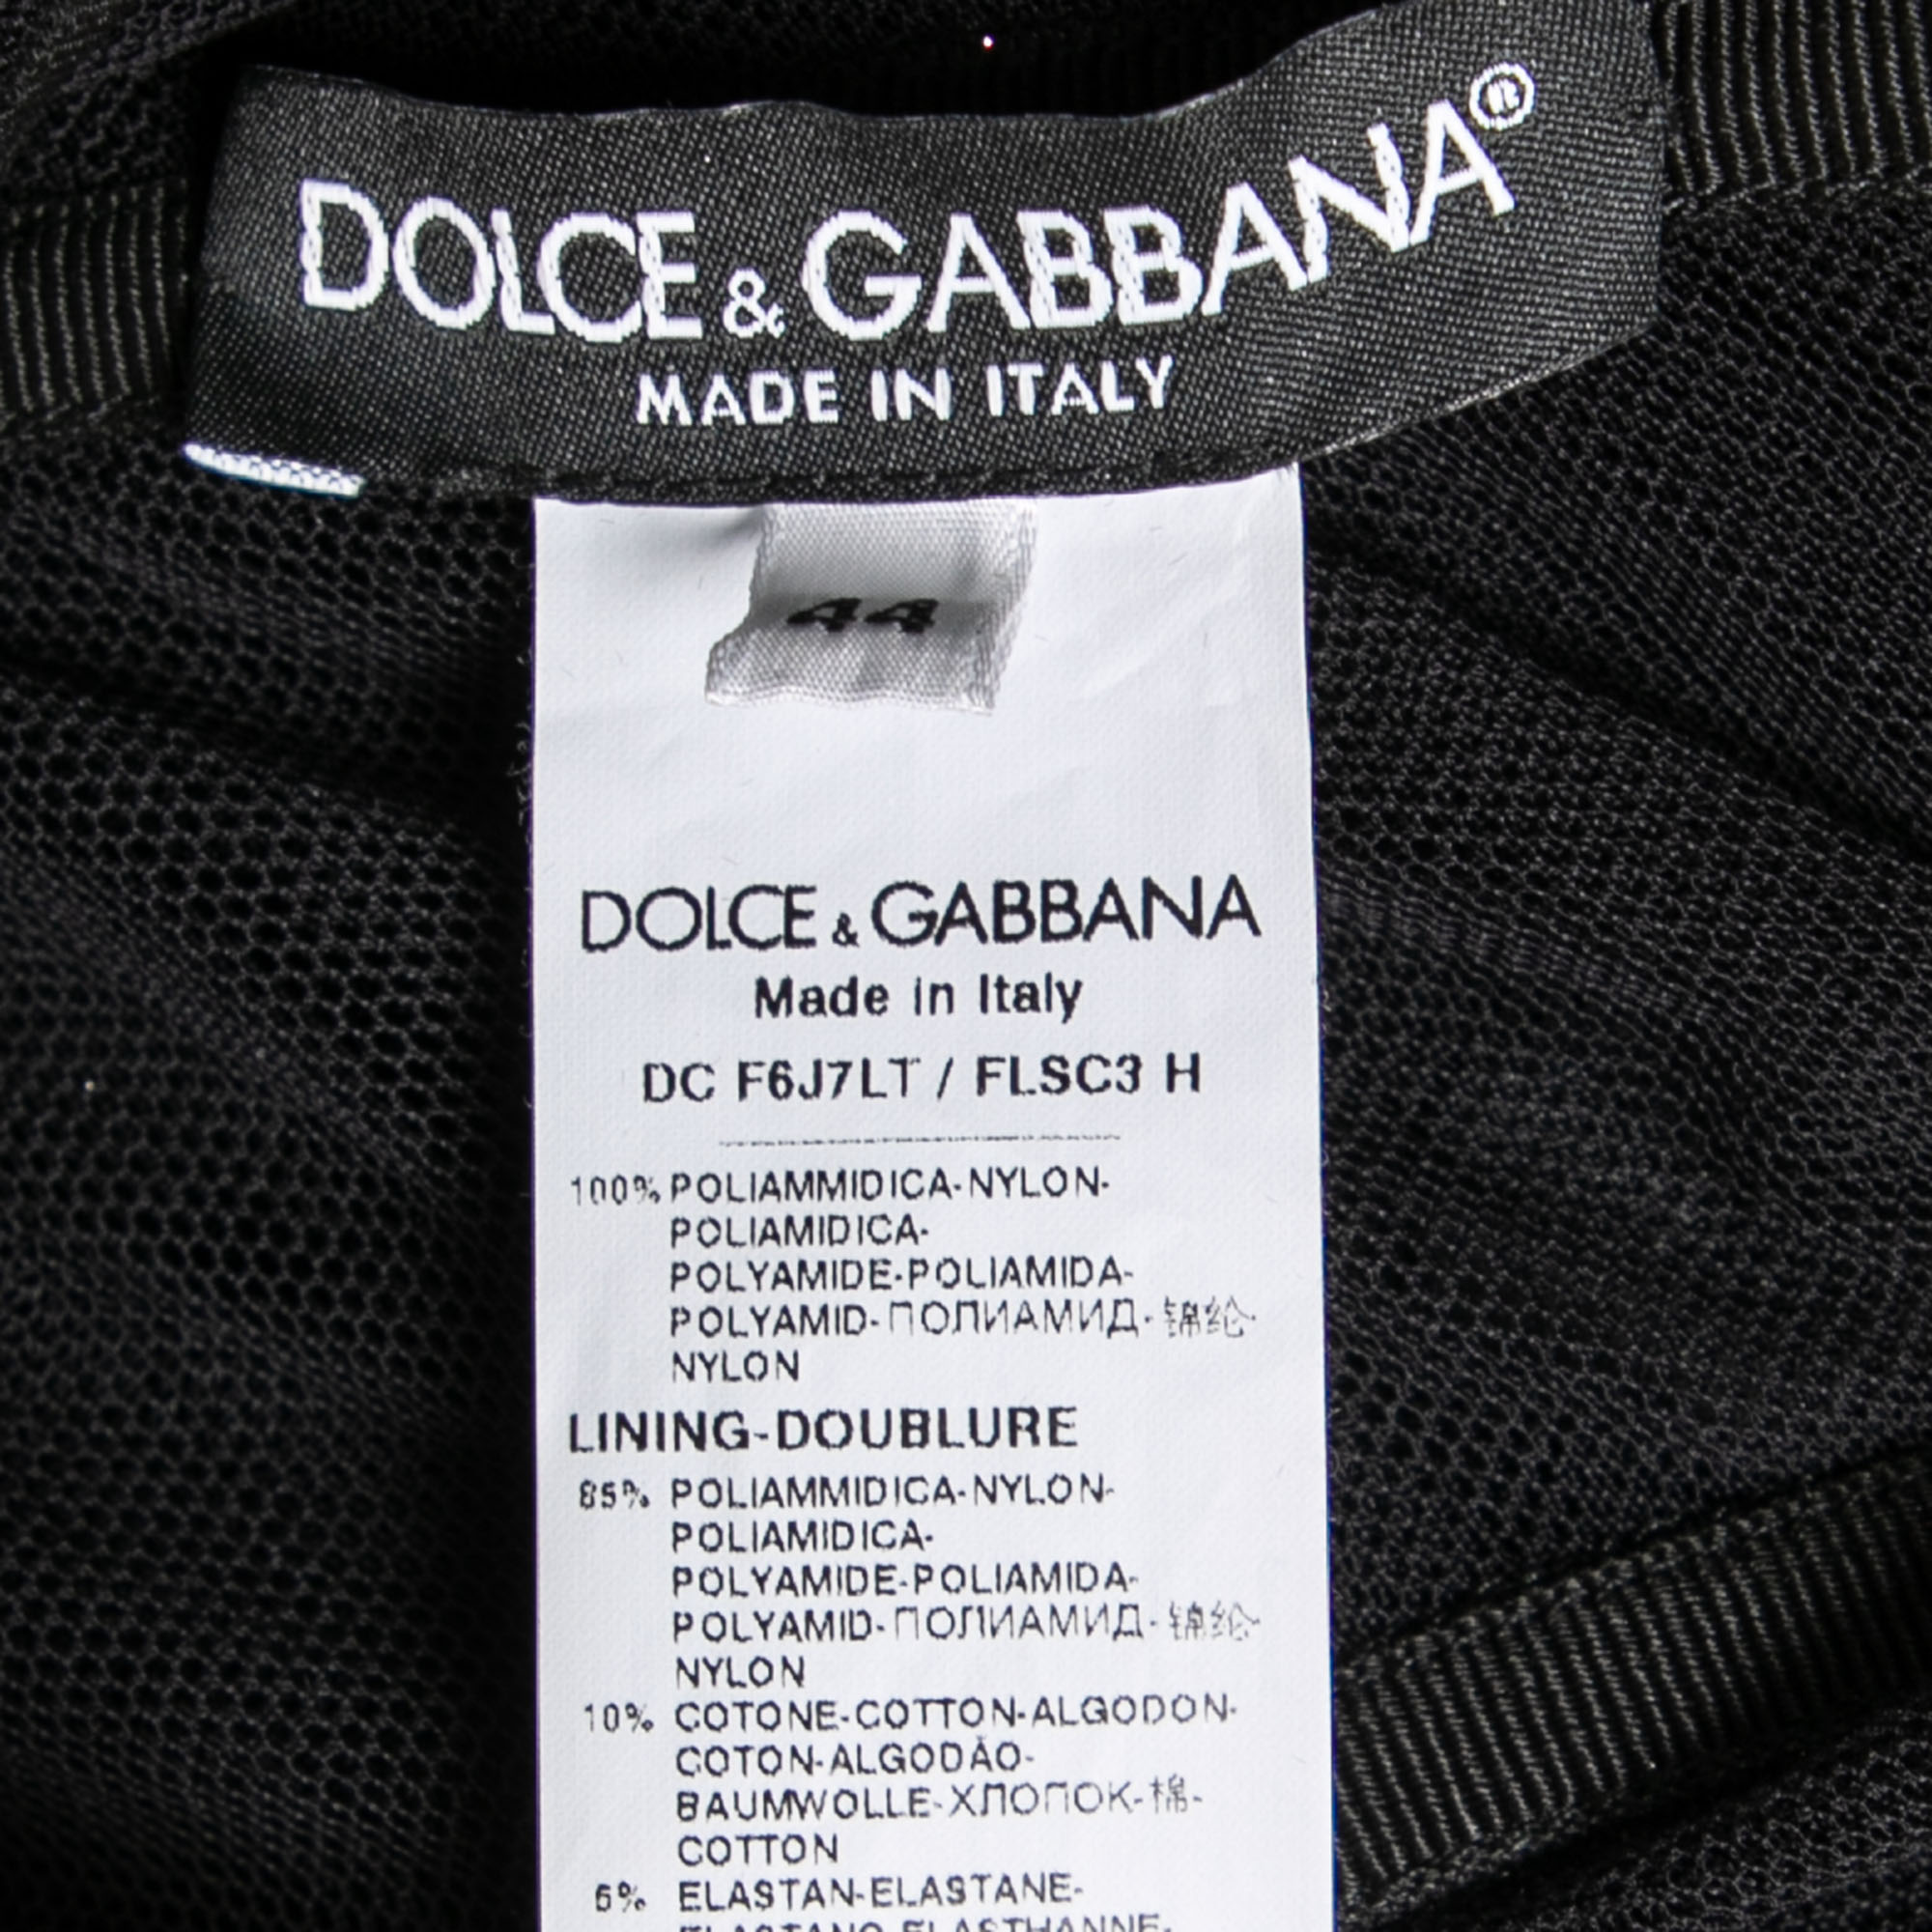 DOLCE & GABBANA®
MADE IN ITALY
44
DOLCE & GABBANA
Made in Italy
DC F6J7LT / FLSC3 H
100% POLIAMMIDICA-NYLON-
POLIAMIDICA-
POLYAMIDE-POLIAMIDA-
POLYAMID-ПОЛИАМИД-锦纶-
NYLON
LINING-DOUBLURE
85% POLIAMMIDICA-NYLON-
POLIAMIDICA-
POLYAMIDE-POLIAMIDA-
POLYAMID-ПОЛИАМИД-锦纶-
NYLON
10% COTONE-COTTON-ALGODON-
COTON-ALGODÃO-
BAUMWOLLE-ХЛОПОК-棉-
COTTON
ELASTAN-ELASTANE-